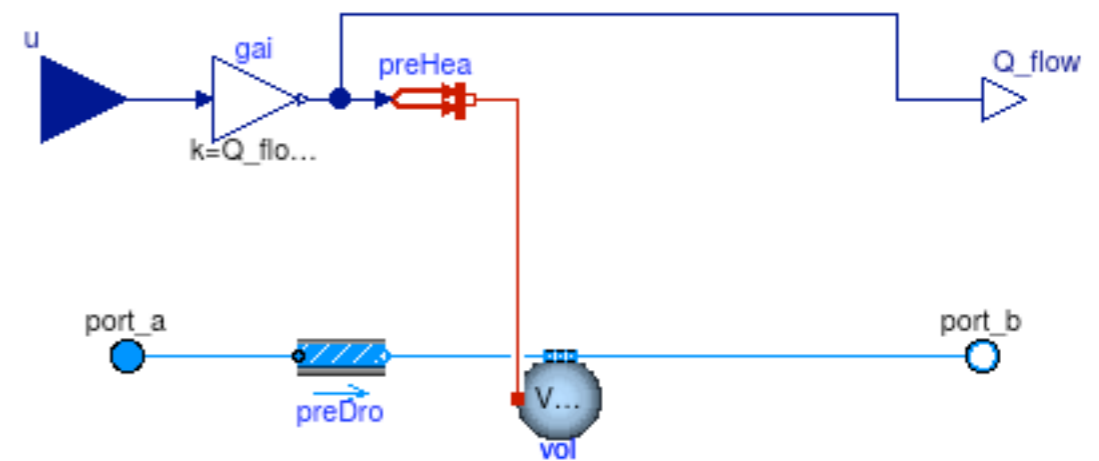 u
gai
preHea
Q_flow
k=Q_flo...
port_a
port_b
preDro
V...
vol